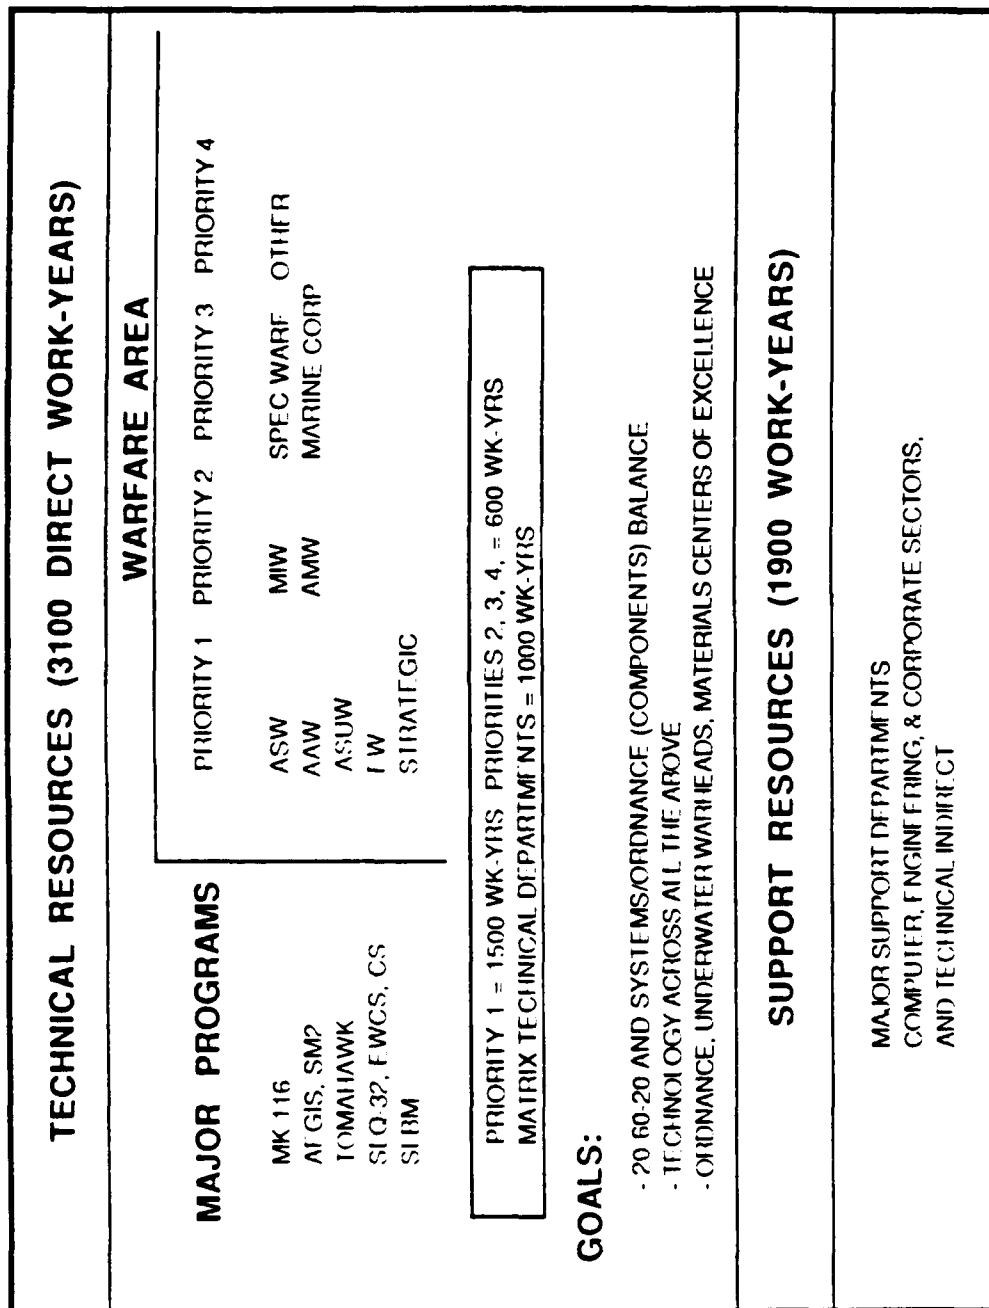 TECHNICAL RESOURCES (3100 DIRECT WORK-YEARS)
WARFARE AREA
MAJOR PROGRAMS
PRIORITY 1 PRIORITY 2 PRIORITY 3 PRIORITY 4
MK 116 ASW MIW SPEC WARF OTHER
AEGIS, SM2 AAW AMW MARINE CORP
TOMAHAWK ASUW
SLQ-32, EWCS, CS EW
SLBM STRATEGIC
PRIORITY 1 = 1500 WK-YRS PRIORITIES 2, 3, 4, = 600 WK-YRS
MATRIX TECHNICAL DEPARTMENTS = 1000 WK-YRS
GOALS:
- 20 60-20 AND SYSTEMS/ORDNANCE (COMPONENTS) BALANCE
- TECHNOLOGY ACROSS ALL THE ABOVE
- ORDNANCE, UNDERWATER WARHEADS, MATERIALS CENTERS OF EXCELLENCE
SUPPORT RESOURCES (1900 WORK-YEARS)
MAJOR SUPPORT DEPARTMENTS
COMPUTER, ENGINEERING, & CORPORATE SECTORS,
AND TECHNICAL INDIRECT